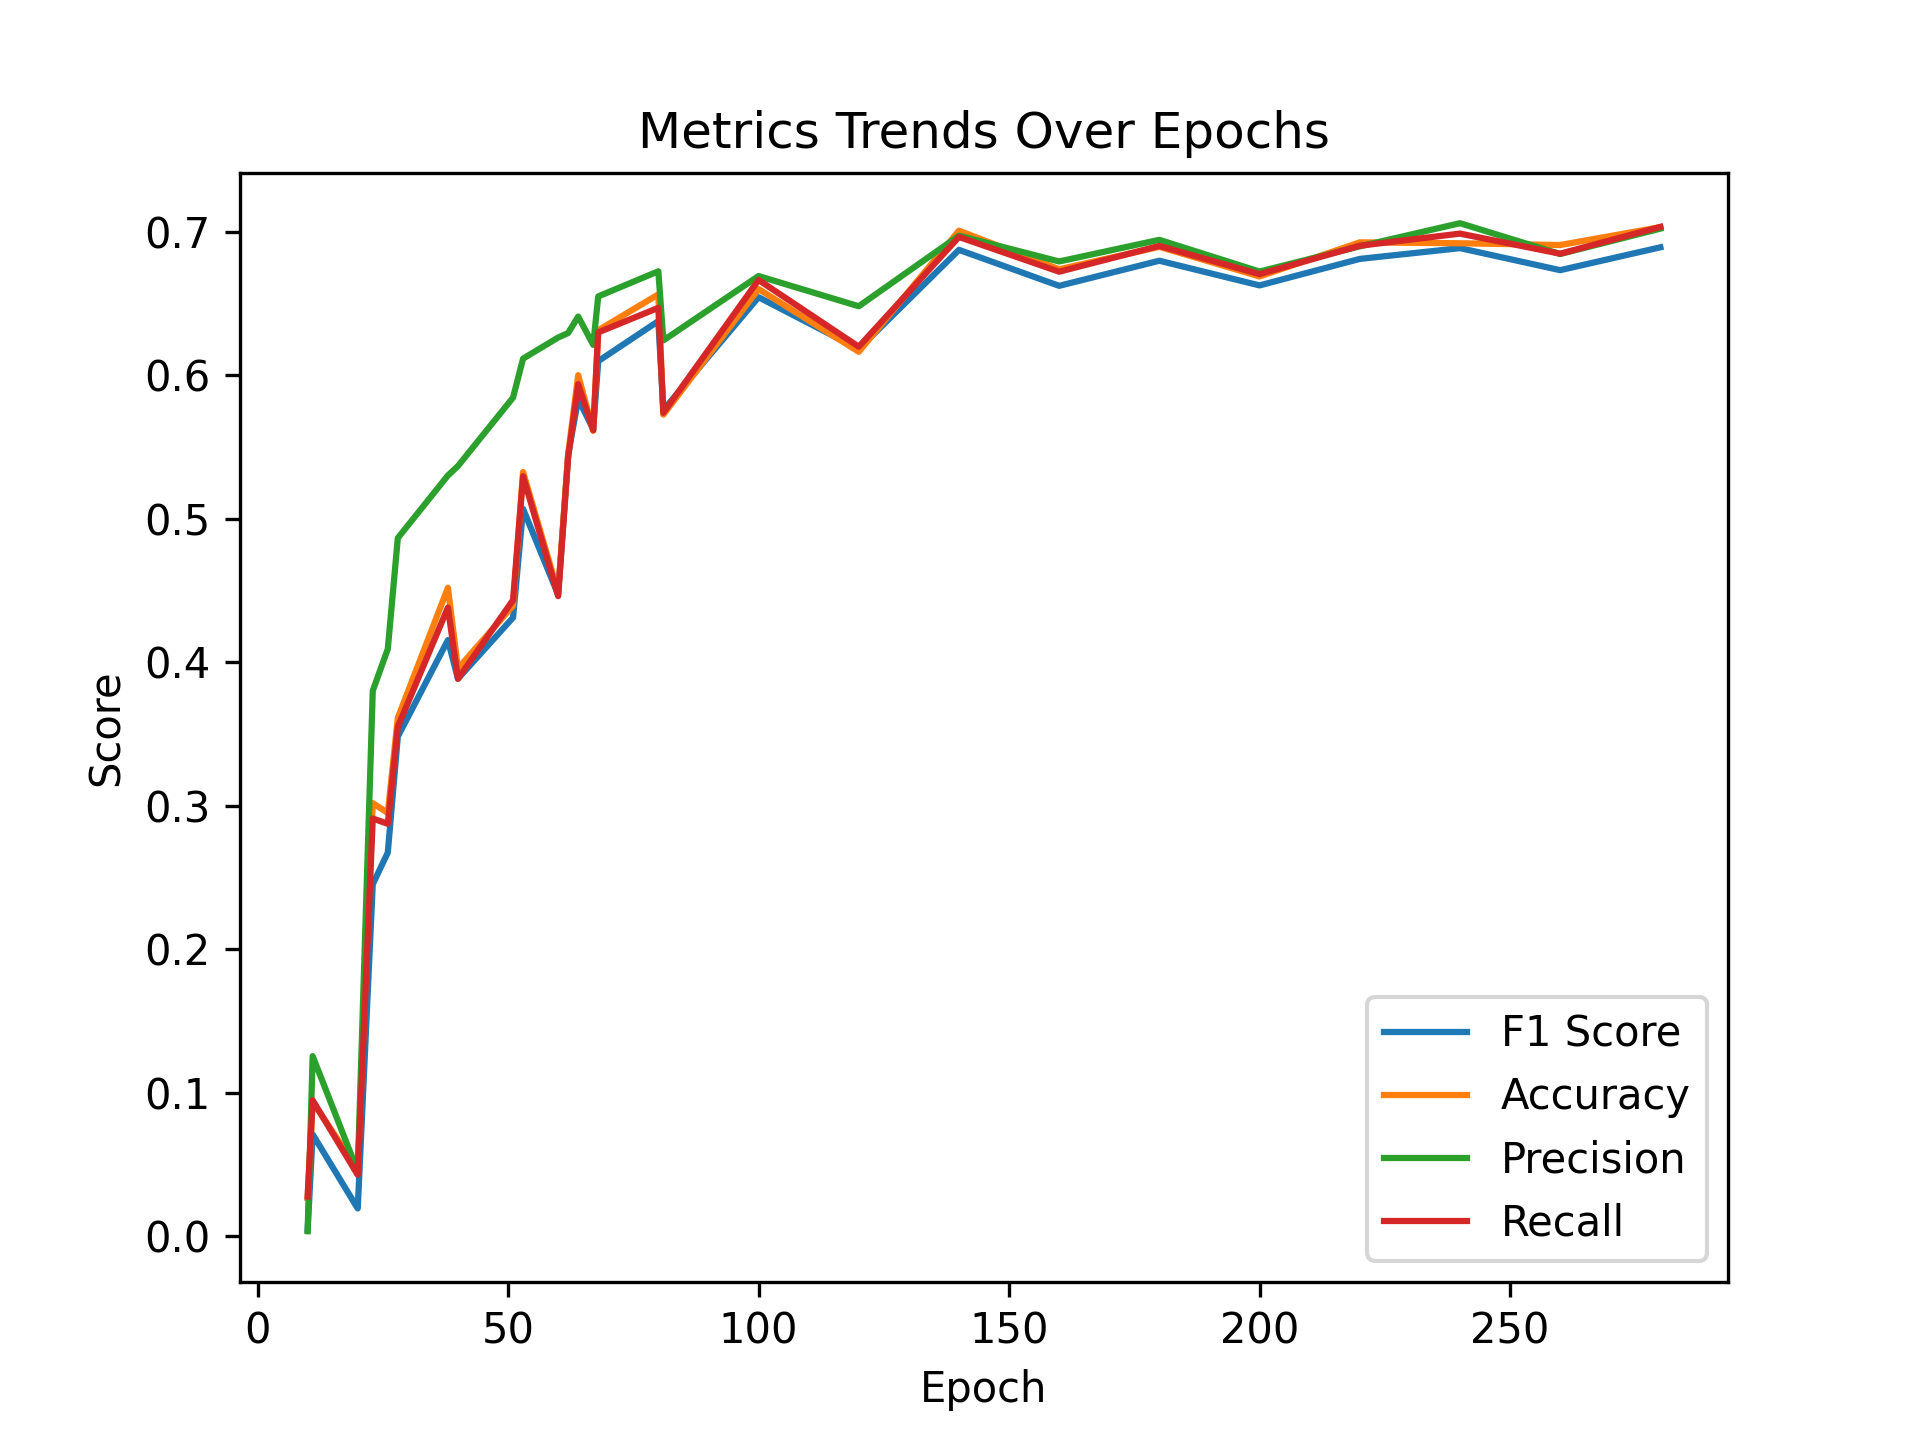 Metrics Trends Over Epochs
0.7
0.6
0.5
0.4
0.3
0.2
0.1
0.0
Score
0
50
100
150
200
250
Epoch
F1 Score
Accuracy
Precision
Recall